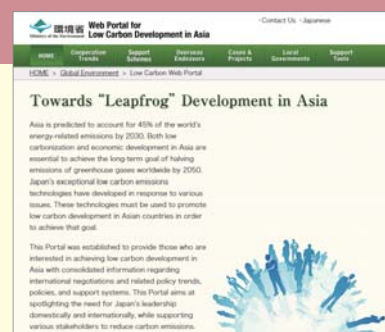 環境省 Web Portal for
Low Carbon Development in Asia
Ministry of the Environment
・Contact Us ・Japanese
HOME Cooperation Trends Support Schemes Overseas Endeavors Cases & Projects Local Governments Support Tools
HOME > Global Environment > Low Carbon Web Portal
Towards “Leapfrog” Development in Asia
Asia is predicted to account for 45% of the world's
energy-related emissions by 2030. Both low
carbonization and economic development in Asia are
essential to achieve the long-term goal of halving
emissions of greenhouse gases worldwide by 2050.
Japan's exceptional low carbon emissions
technologies have developed in response to various
issues. These technologies must be used to promote
low carbon development in Asian countries in order
to achieve that goal.
This Portal was established to provide those who are
interested in achieving low carbon development in
Asia with consolidated information regarding
international negotiations and related policy trends,
policies, and support systems. This Portal aims at
spotlighting the need for Japan's leadership
domestically and internationally, while supporting
various stakeholders to reduce carbon emissions.